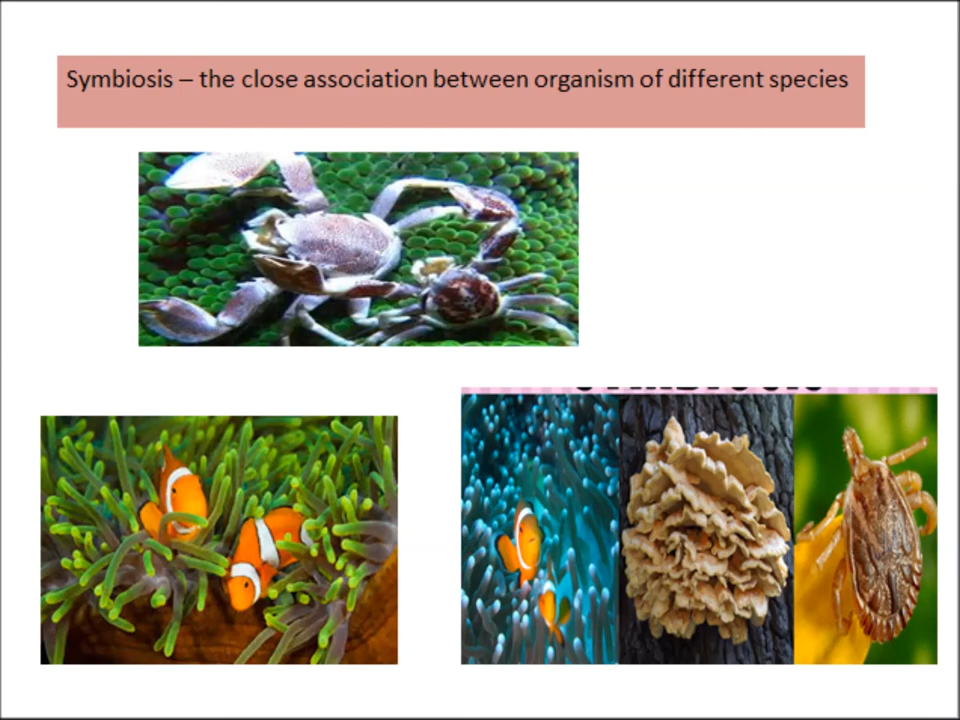 Symbiosis – the close association between organism of different species